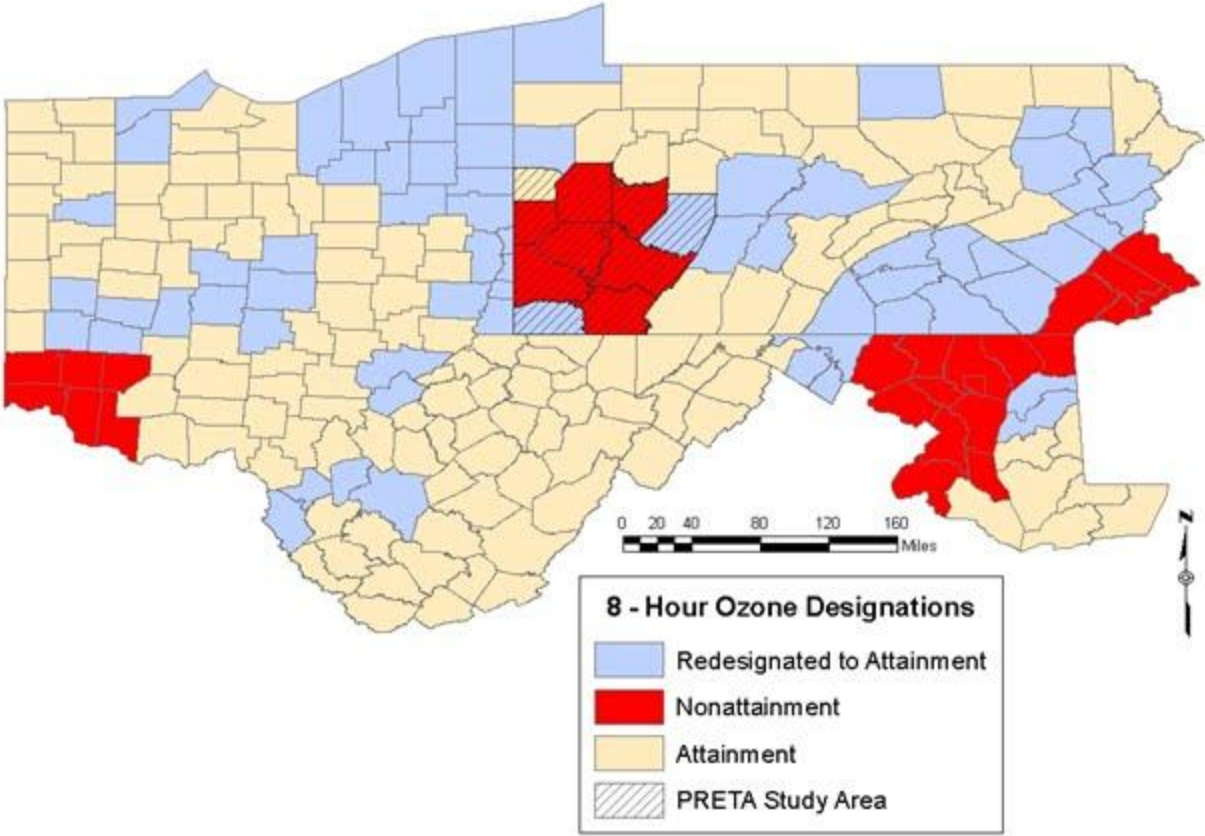 0 20 40 80 120 160
Miles
N
8 - Hour Ozone Designations
Redesignated to Attainment
Nonattainment
Attainment
PRETA Study Area